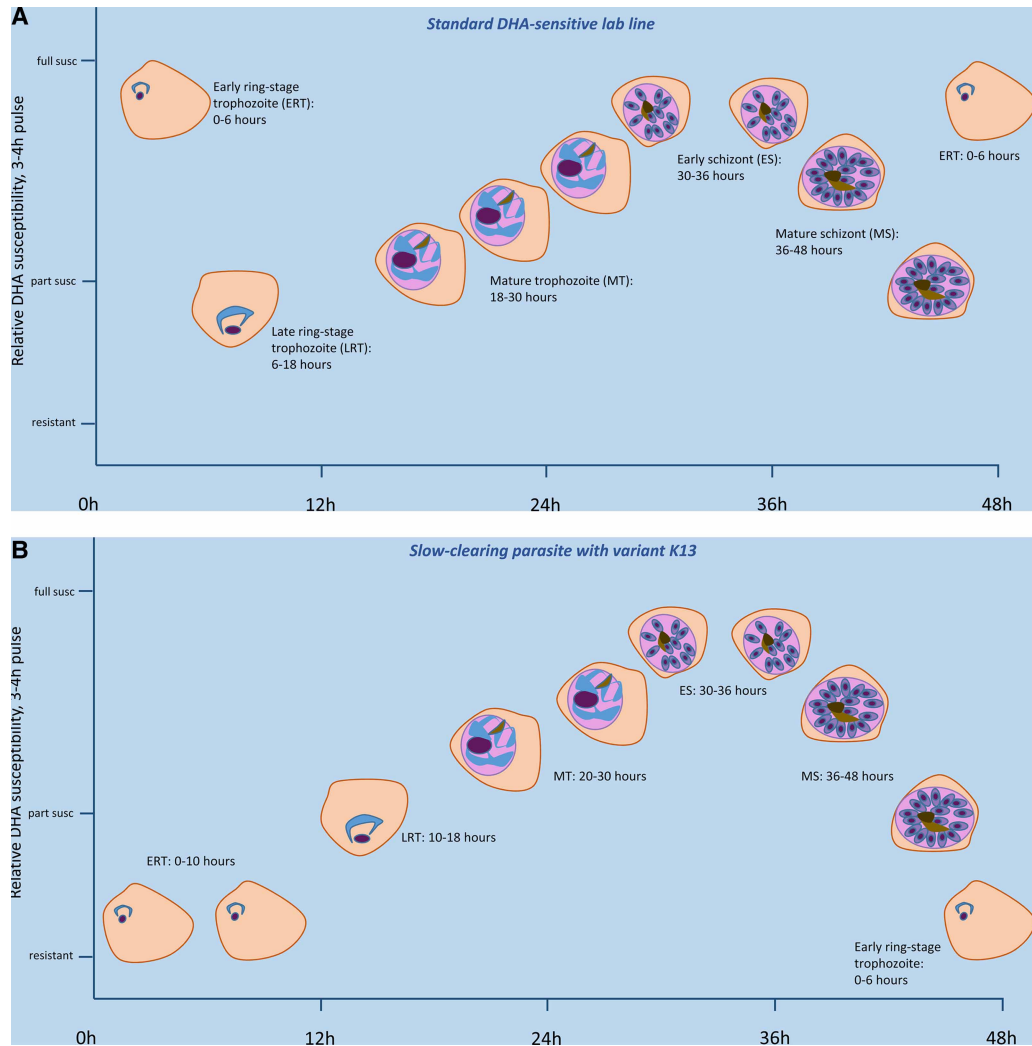 A
Standard DHA-sensitive lab line
Relative DHA susceptibility, 3-4h pulse
full susc
part susc
resistant
Early ring-stage
trophozoite (ERT):
0-6 hours
Late ring-stage
trophozoite (LRT):
6-18 hours
Mature trophozoite (MT):
18-30 hours
Early schizont (ES):
30-36 hours
Mature schizont (MS):
36-48 hours
ERT: 0-6 hours
0h
12h
24h
36h
48h
B
Slow-clearing parasite with variant K13
Relative DHA susceptibility, 3-4h pulse
full susc
part susc
resistant
ERT: 0-10 hours
LRT: 10-18 hours
MT: 20-30 hours
ES: 30-36 hours
MS: 36-48 hours
Early ring-stage
trophozoite:
0-6 hours
0h
12h
24h
36h
48h